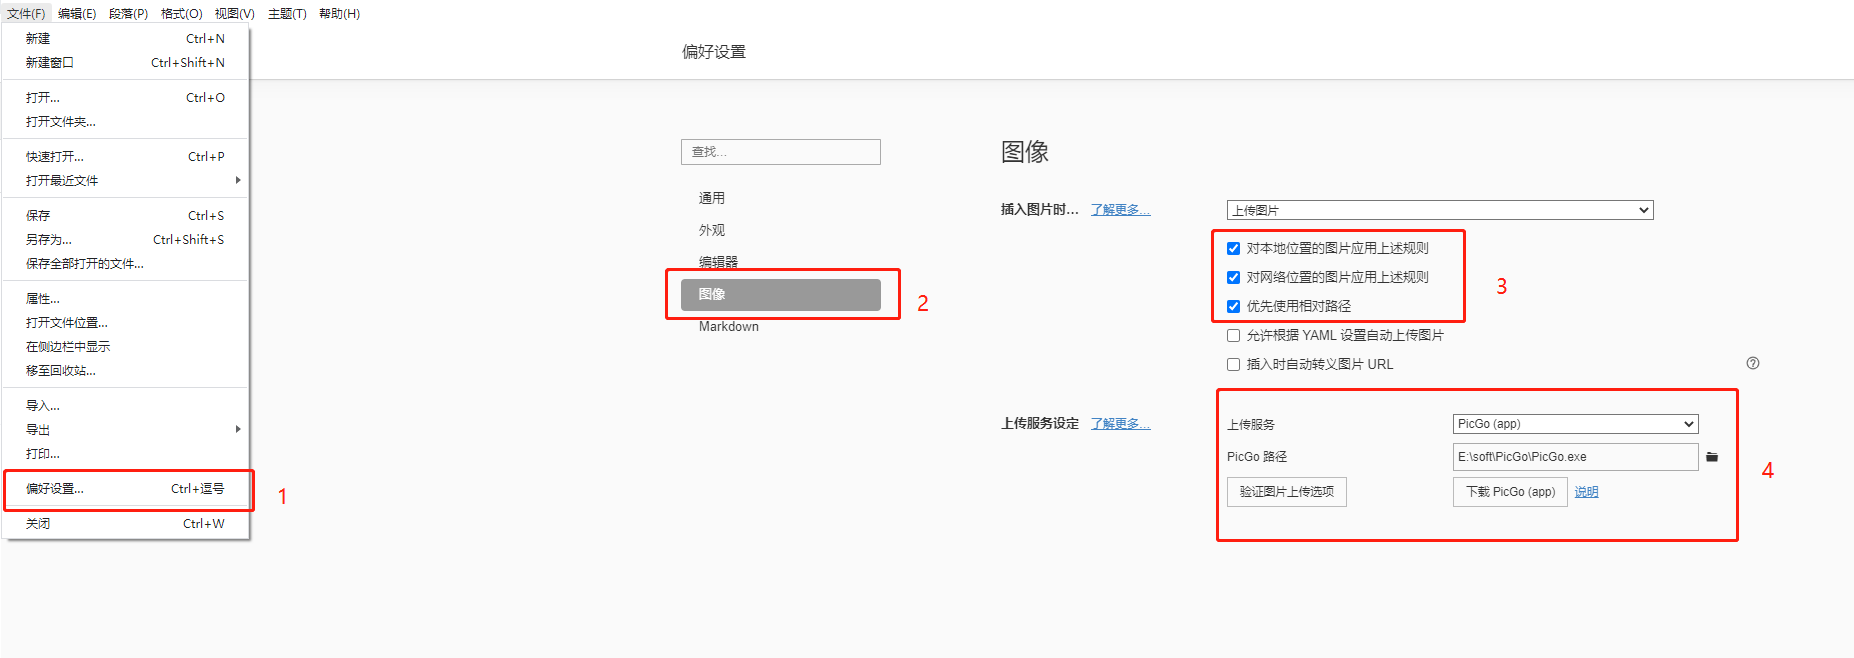 文件(F) 编辑(E) 段落(P) 格式(O) 视图(V) 主题(T) 帮助(H)
新建 Ctrl+N
新建窗口 Ctrl+Shift+N
打开... Ctrl+O
打开文件夹...
快速打开... Ctrl+P
打开最近文件
保存 Ctrl+S
另存为... Ctrl+Shift+S
保存全部打开的文件...
属性...
打开文件位置...
在侧边栏中显示
移至回收站...
导入...
导出
打印...
偏好设置... Ctrl+逗号
1
关闭 Ctrl+W
偏好设置
查找...
通用
外观
编辑器
图像
2
Markdown
图像
插入图片时... 了解更多... 上传图片
对本地位置的图片应用上述规则
对网络位置的图片应用上述规则
3
优先使用相对路径
允许根据 YAML 设置自动上传图片
插入时自动转义图片 URL
上传服务设定 了解更多... 上传服务 PicGo (app)
PicGo 路径 E:\soft\PicGo\PicGo.exe
4
验证图片上传选项 下载 PicGo (app) 说明